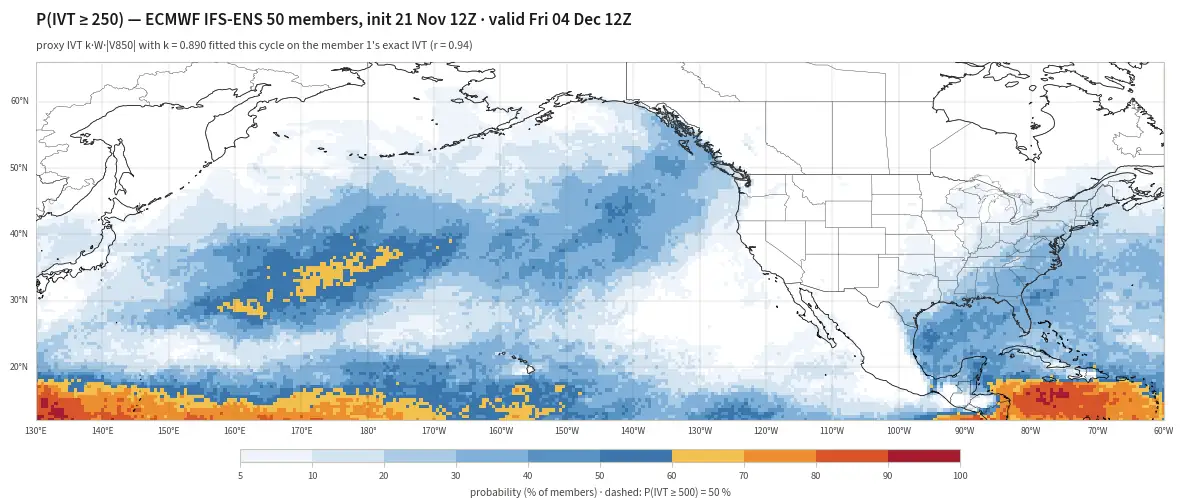 P(IVT ≥ 250) — ECMWF IFS-ENS 50 members, init 21 Nov 12Z · valid Fri 04 Dec 12Z
proxy IVT k·W·|V850| with k = 0.890 fitted this cycle on the member 1's exact IVT (r = 0.94)
60°N
50°N
40°N
30°N
20°N
130°E 140°E 150°E 160°E 170°E 180° 170°W 160°W 150°W 140°W 130°W 120°W 110°W 100°W 90°W 80°W 70°W 60°W
5 10 20 30 40 50 60 70 80 90 100
probability (% of members) · dashed: P(IVT ≥ 500) = 50 %